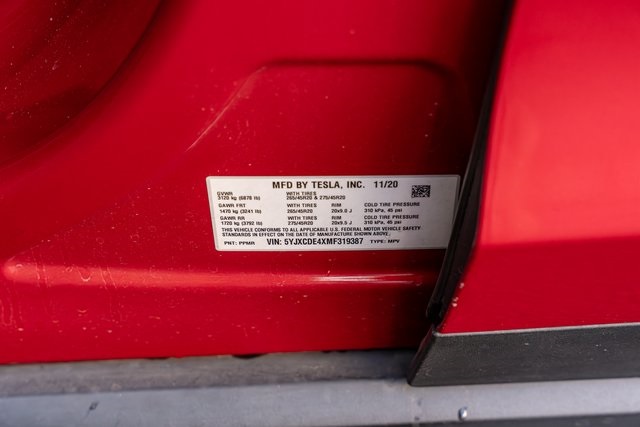 MFD BY TESLA, INC. 11/20
GVWR WITH TIRES
3120 kg (6878 lb) 265/45R20 & 275/45R20
GAWR FRT WITH TIRES RIM COLD TIRE PRESSURE
1470 kg (3241 lb) 265/45R20 20x9.0 J 310 kPa, 45 psi
GAWR RR WITH TIRES RIM COLD TIRE PRESSURE
1720 kg (3792 lb) 275/45R20 20x9.5 J 310 kPa, 45 psi
THIS VEHICLE CONFORMS TO ALL APPLICABLE U.S. FEDERAL MOTOR VEHICLE SAFETY
STANDARDS IN EFFECT ON THE DATE OF MANUFACTURE SHOWN ABOVE.
PNT: PPMR VIN: 5YJXCDE4XMF319387 TYPE: MPV